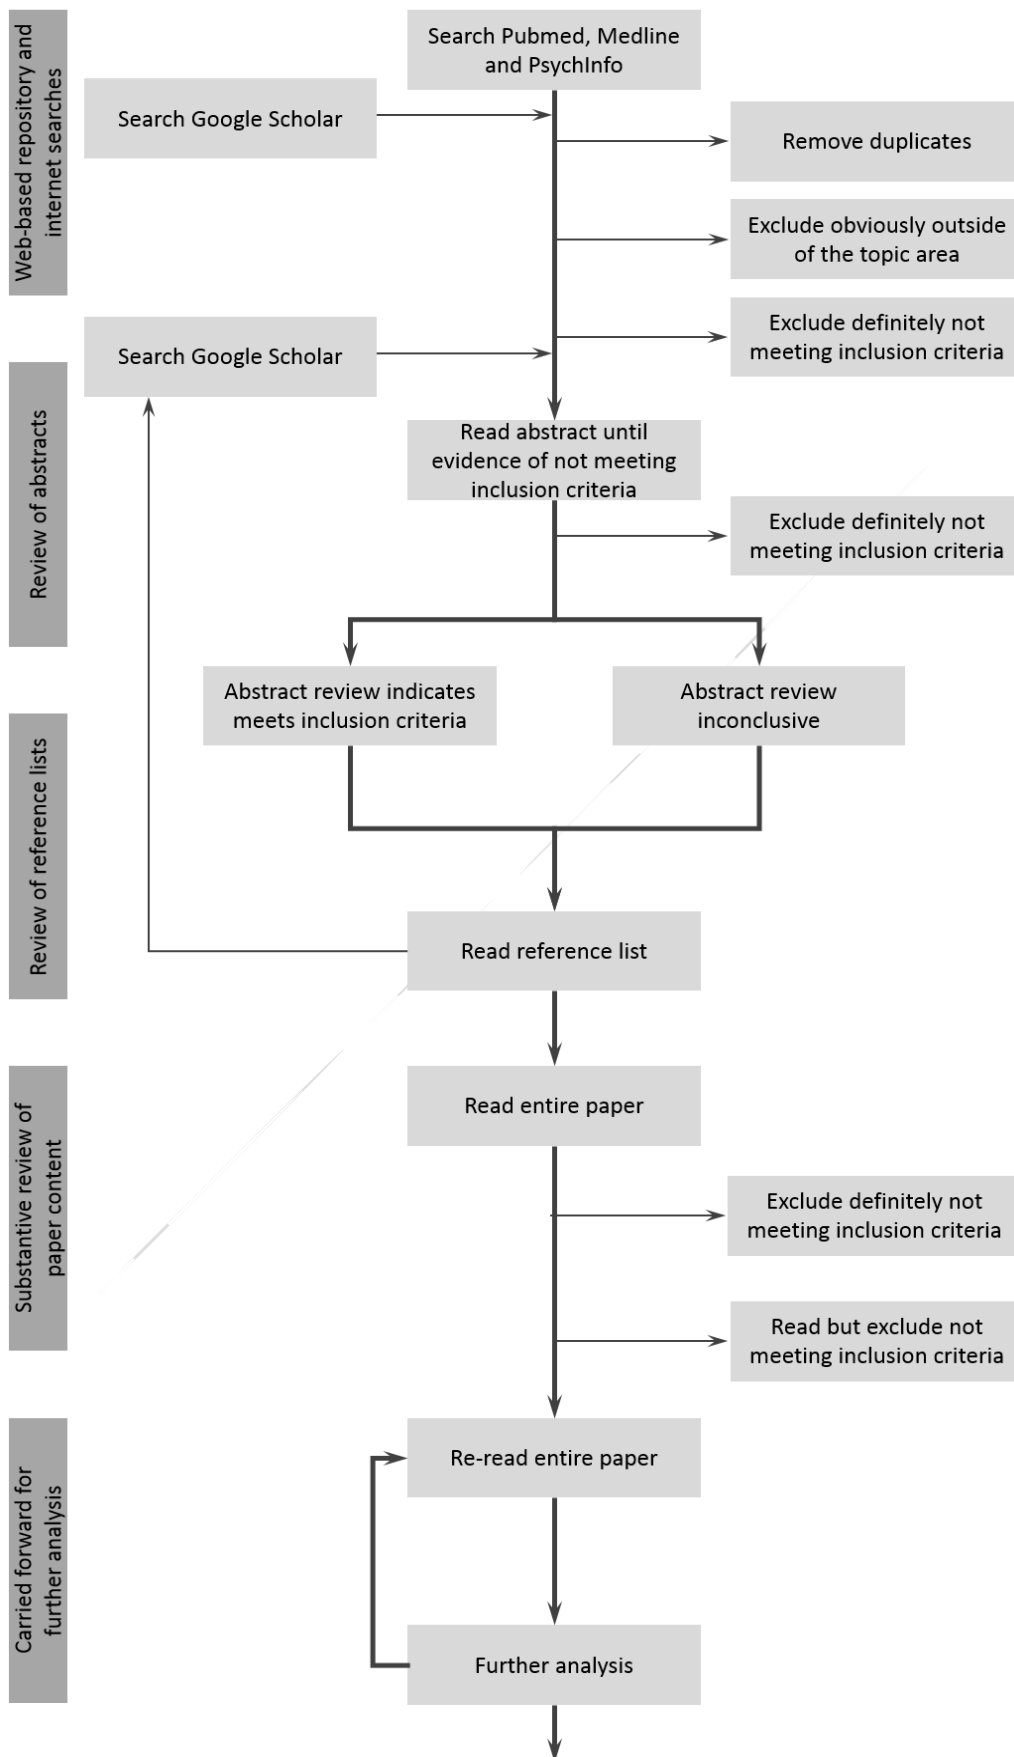 Web-based repository and
internet searches
Search Pubmed, Medline
and PsychInfo
Search Google Scholar
Remove duplicates
Exclude obviously outside
of the topic area
Exclude definitely not
meeting inclusion criteria
Search Google Scholar
Review of abstracts
Read abstract until
evidence of not meeting
inclusion criteria
Exclude definitely not
meeting inclusion criteria
Abstract review indicates
meets inclusion criteria
Abstract review
inconclusive
Review of reference lists
Read reference list
Substantive review of
paper content
Read entire paper
Exclude definitely not
meeting inclusion criteria
Read but exclude not
meeting inclusion criteria
Carried forward for
further analysis
Re-read entire paper
Further analysis